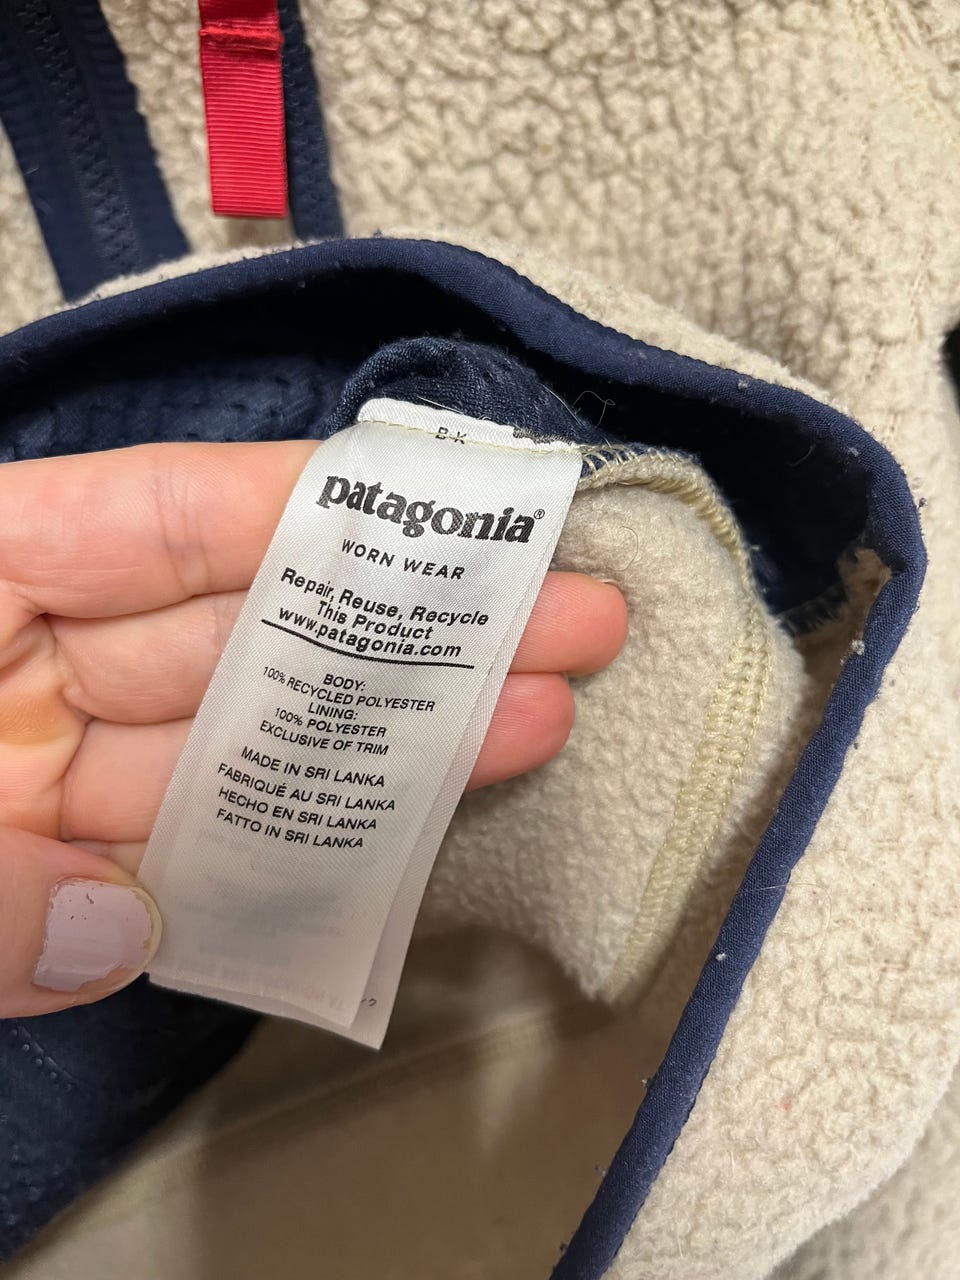 patagonia®
WORN WEAR
Repair, Reuse, Recycle
This Product
www.patagonia.com
BODY:
100% RECYCLED POLYESTER
LINING:
100% POLYESTER
EXCLUSIVE OF TRIM
MADE IN SRI LANKA
FABRIQUÉ AU SRI LANKA
HECHO EN SRI LANKA
FATTO IN SRI LANKA